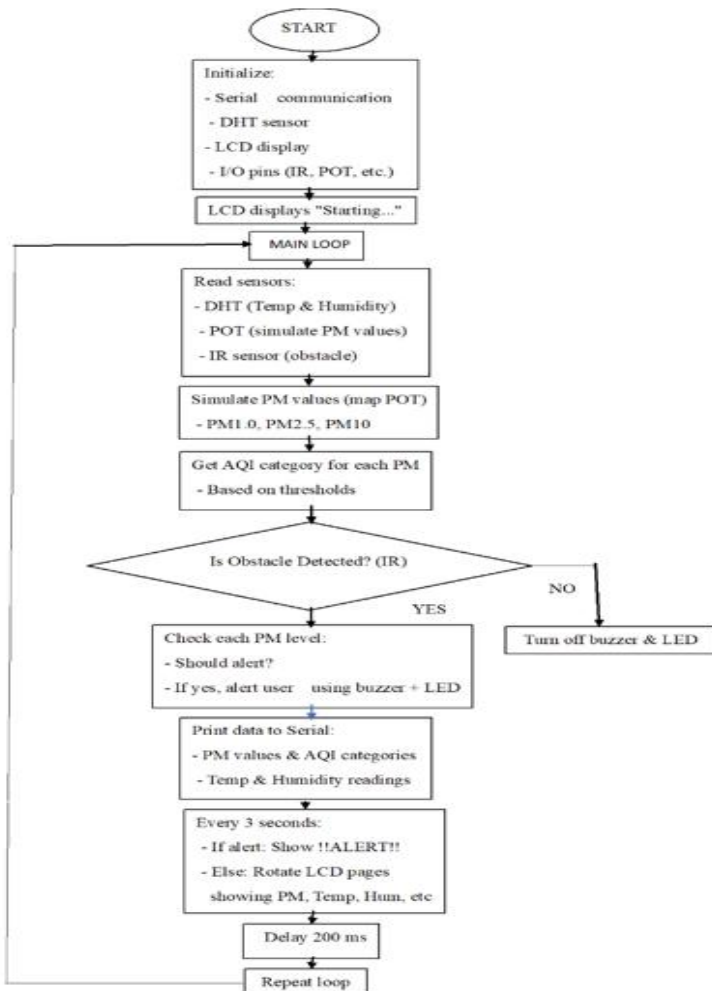 START
Initialize:
- Serial communication
- DHT sensor
- LCD display
- I/O pins (IR, POT, etc.)
LCD displays "Starting..."
MAIN LOOP
Read sensors:
- DHT (Temp & Humidity)
- POT (simulate PM values)
- IR sensor (obstacle)
Simulate PM values (map POT)
- PM1.0, PM2.5, PM10
Get AQI category for each PM
- Based on thresholds
Is Obstacle Detected? (IR)
NO
YES
Turn off buzzer & LED
Check each PM level:
- Should alert?
- If yes, alert user using buzzer + LED
Print data to Serial:
- PM values & AQI categories
- Temp & Humidity readings
Every 3 seconds:
- If alert: Show !!ALERT!!
- Else: Rotate LCD pages
showing PM, Temp, Hum, etc
Delay 200 ms
Repeat loop